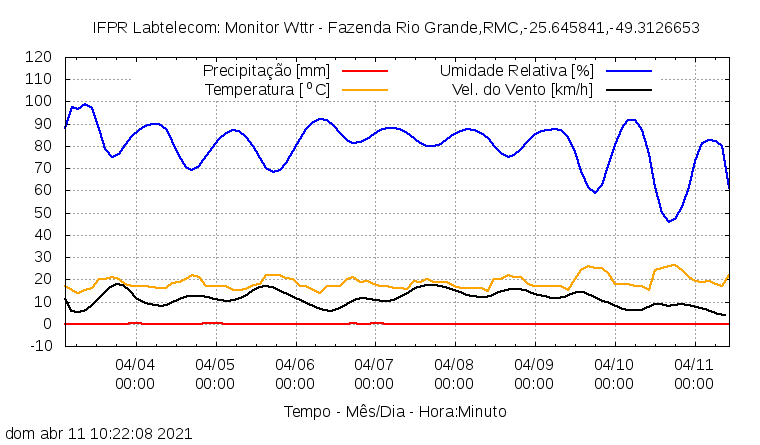 IFPR Labtelecom: Monitor Wttr - Fazenda Rio Grande,RMC,-25.645841,-49.3126653
Precipitação [mm]
Umidade Relativa [%]
Temperatura [⁰C]
Vel. do Vento [km/h]
120
110
100
90
80
70
60
50
40
30
20
10
0
-10
04/04 04/05 04/06 04/07 04/08 04/09 04/10 04/11
00:00 00:00 00:00 00:00 00:00 00:00 00:00 00:00
Tempo - Mês/Dia - Hora:Minuto
dom abr 11 10:22:08 2021